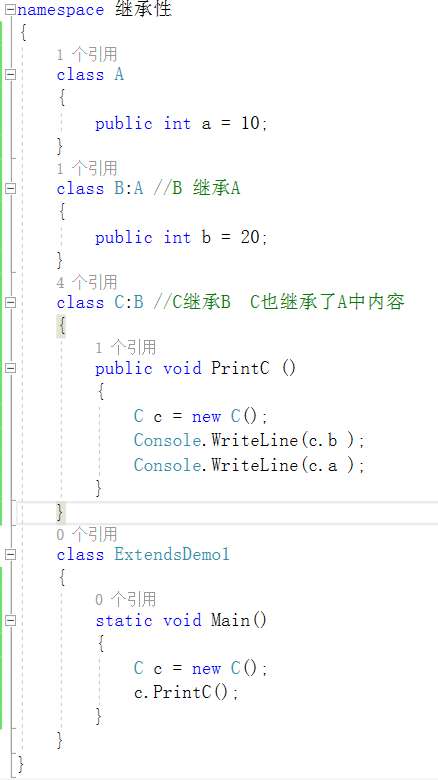 namespace 继承性
{
1 个引用
class A
{
public int a = 10;
}
1 个引用
class B:A //B 继承A
{
public int b = 20;
}
4 个引用
class C:B //C继承B  C也继承了A中内容
{
1 个引用
public void PrintC ()
{
C c = new C();
Console.WriteLine(c.b );
Console.WriteLine(c.a );
}
}
0 个引用
class ExtendsDemo1
{
0 个引用
static void Main()
{
C c = new C();
c.PrintC();
}
}
}